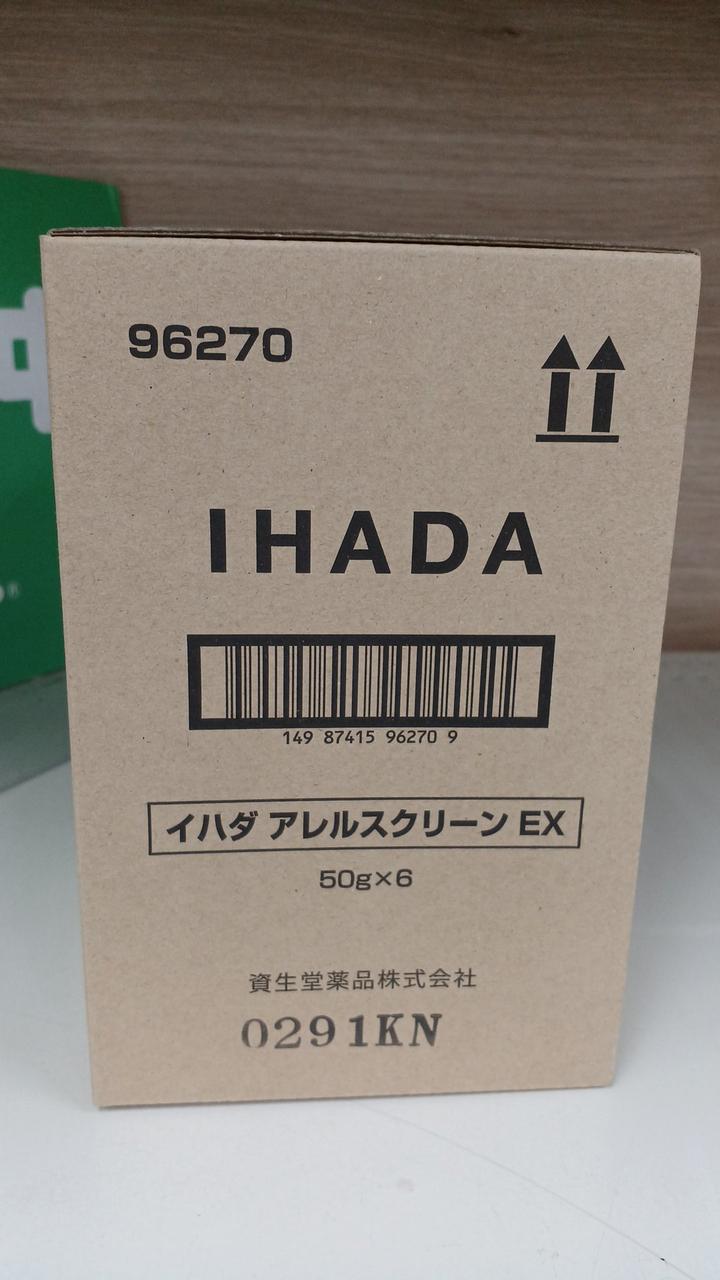 96270
IHADA
149 87415 96270 9
イハダ アレルスクリーン EX
50g×6
資生堂薬品株式会社
0291KN